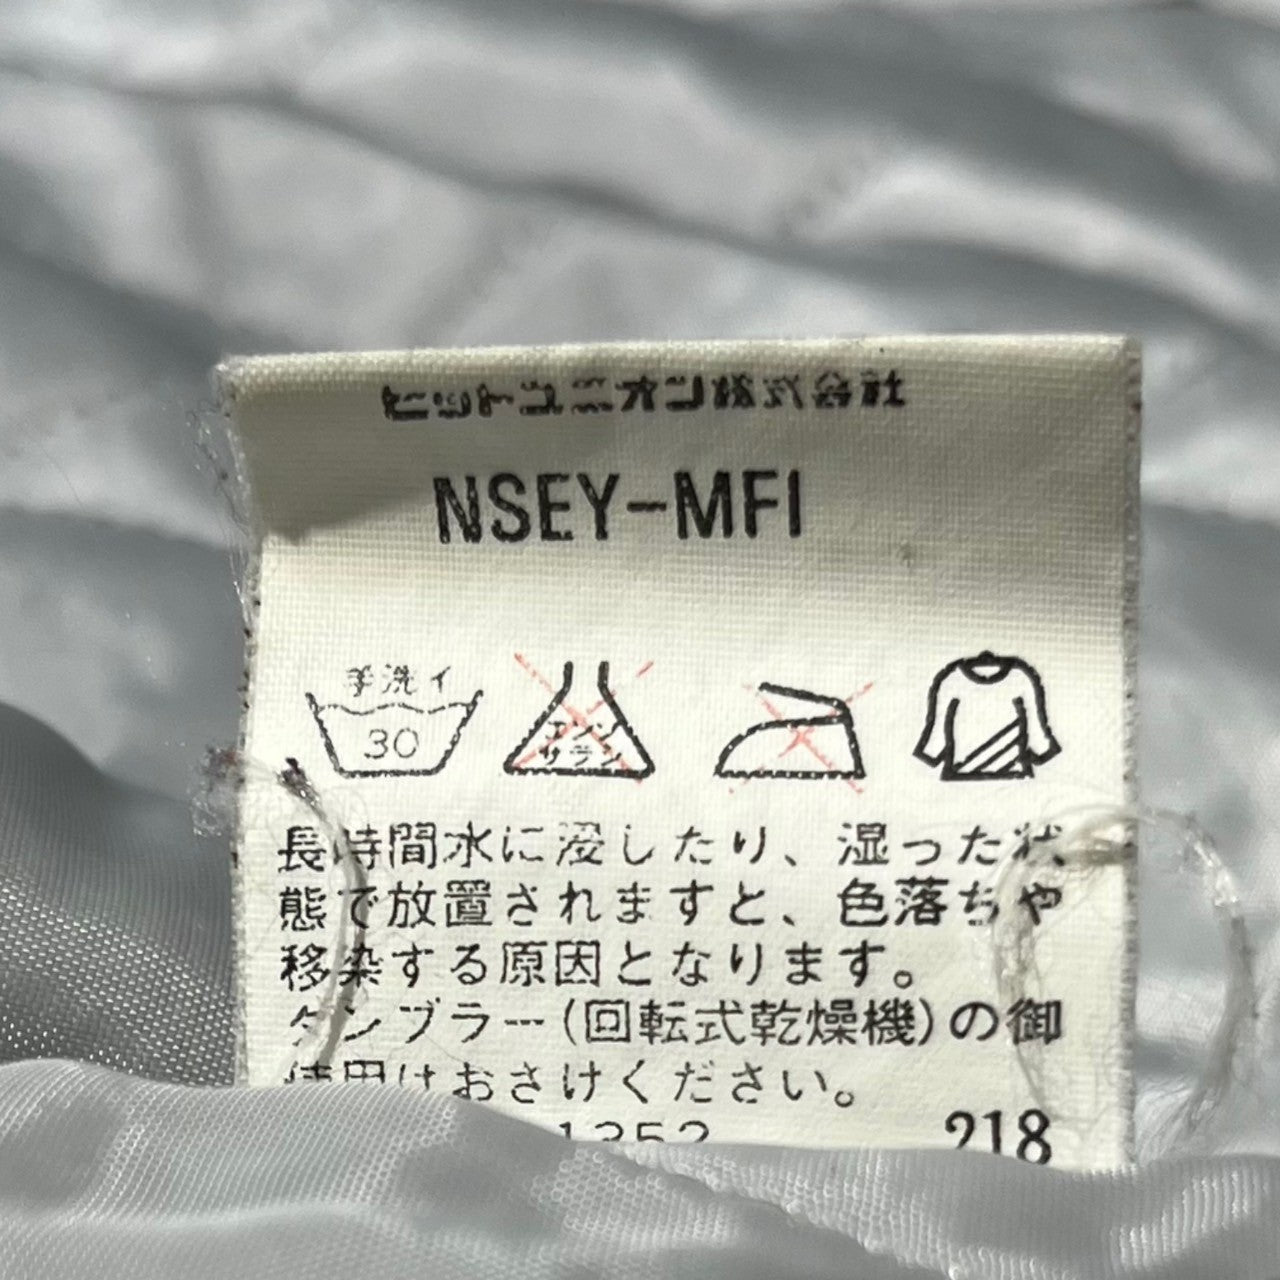 ヒットユニオン株式会社
NSEY-MFI
手洗イ
30
エンソ
サラシ
長時間水に浸したり、湿った状
態で放置されますと、色落ちや
移染する原因となります。
タンブラー(回転式乾燥機)の御
使用はおさけください。
1352 218